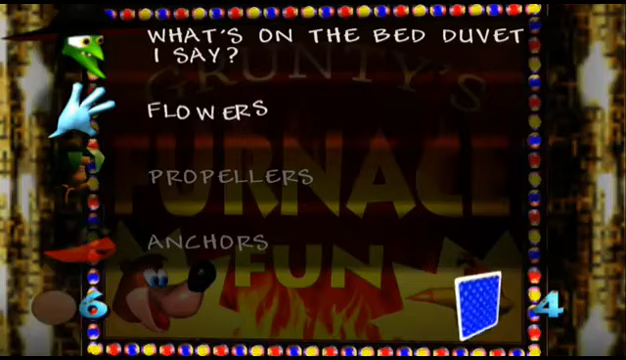 WHAT'S ON THE BED DUVET
I SAY?
GRUNTY'S
FLOWERS
FURNACE
PROPELLERS
ANCHORS
FUN
6
4